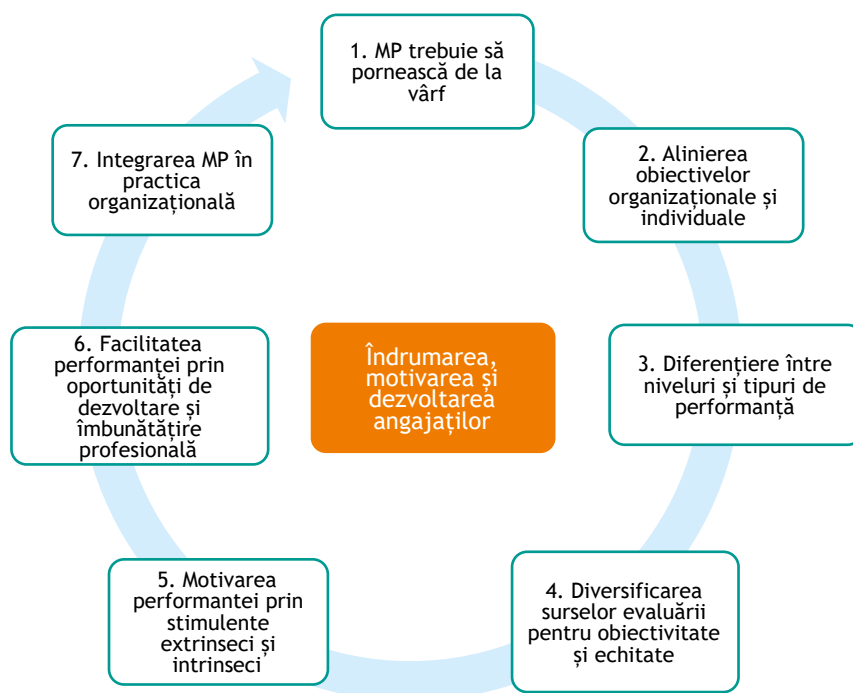 1. MP trebuie să
pornească de la
vârf
2. Alinierea
obiectivelor
organizaționale și
individuale
3. Diferențiere între
niveluri și tipuri de
performanță
4. Diversificarea
surselor evaluării
pentru obiectivitate
și echitate
5. Motivarea
performantei prin
stimulente
extrinseci și
intrinseci
6. Facilitatea
performanței prin
oportunități de
dezvoltare și
îmbunătățire
profesională
7. Integrarea MP în
practica
organizațională
Îndrumarea,
motivarea și
dezvoltarea
angajaților